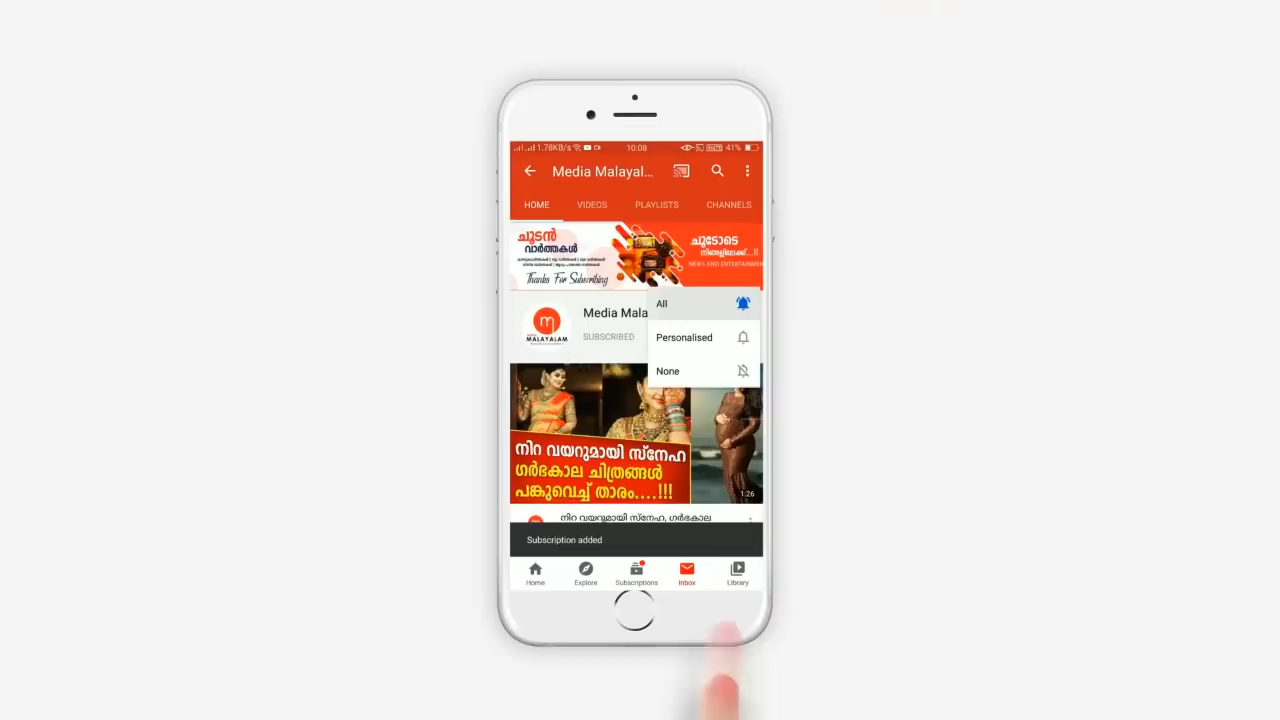 1.78KB/s 10:08 41%
Media Malayal...
HOME VIDEOS PLAYLISTS CHANNELS
ചൂടൻ
വാർത്തകൾ
Thanks For Subscribing
ചൂടോടെ
നിങ്ങളിലേക്ക്...!!
NEWS AND ENTERTAINMEN
Media Mala
SUBSCRIBED
m
MALAYALAM
All
Personalised
None
നിറ വയറുമായി സ്നേഹ
ഗർഭകാല ചിത്രങ്ങൾ
പങ്കുവെച്ച് താരം....!!!
1:26
നിറ വയറുമായി സ്നേഹ, ഗർഭകാല
Subscription added
Home Explore Subscriptions Inbox Library